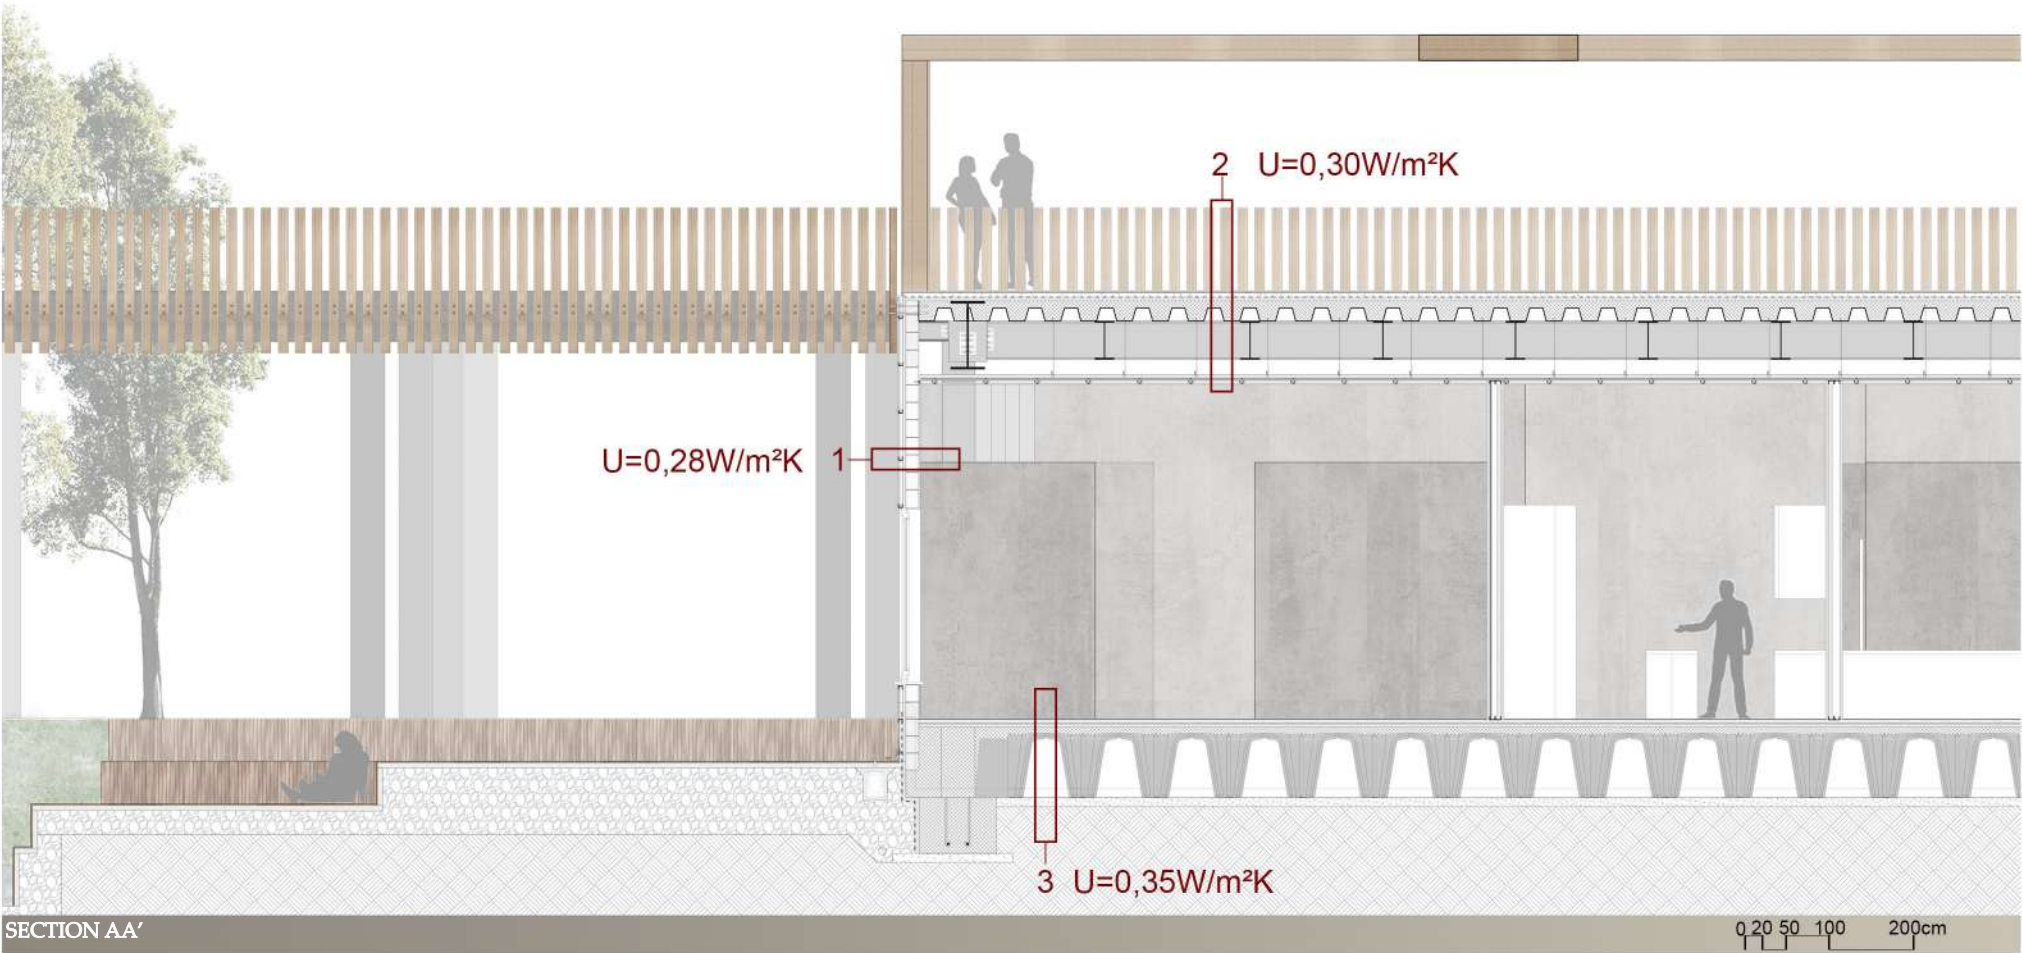 2 U=0,30W/m²K
U=0,28W/m²K 1
3 U=0,35W/m²K
SECTION AA'
0 20 50 100 200cm